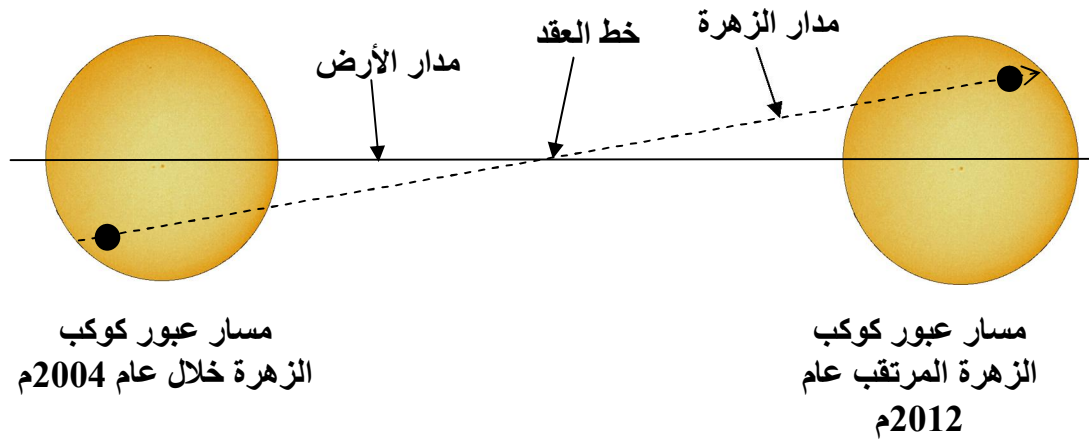 مدار الزهرة
خط العقد
مدار الأرض
مسار عبور كوكب
الزهرة المرتقب عام
2012م
مسار عبور كوكب
الزهرة خلال عام 2004م